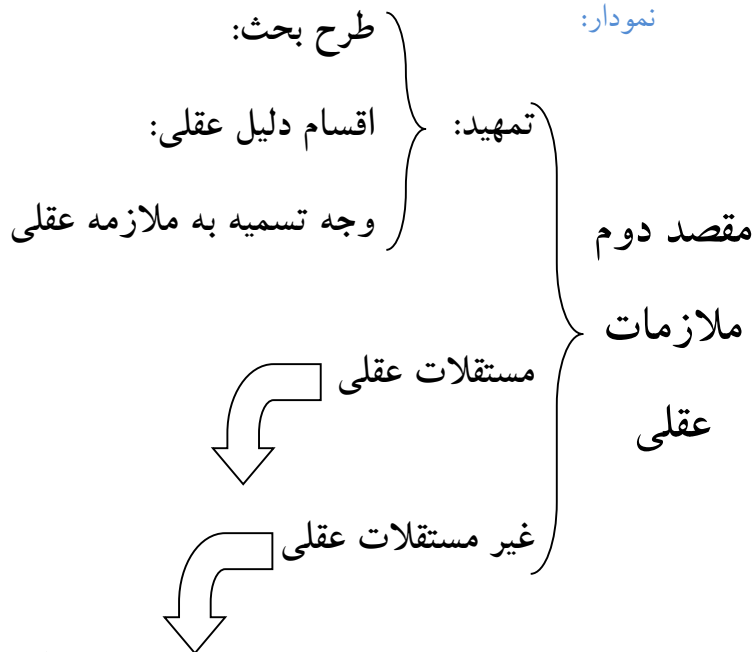 نمودار:
مقصد دوم
ملازمات
عقلی
تمهید:
طرح بحث:
اقسام دلیل عقلی:
وجه تسمیه به ملازمه عقلی
مستقلات عقلی
غیر مستقلات عقلی